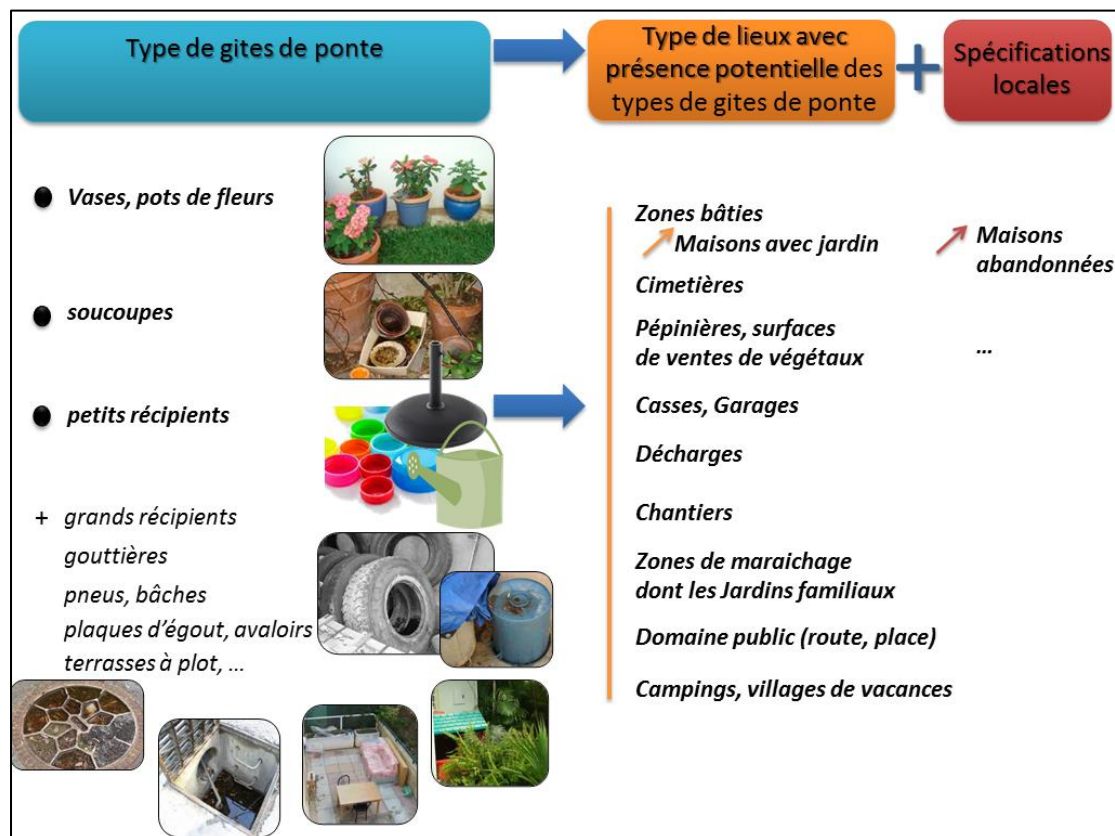 Type de gites de ponte
Type de lieux avec
présence potentielle des
types de gites de ponte
+
Spécifications
locales
● Vases, pots de fleurs
● soucoupes
● petits récipients
+ grands récipients
gouttières
pneus, bâches
plaques d'égout, avaloirs
terrasses à plot, ...
Zones bâties
Maisons avec jardin
Cimetières
Pépinières, surfaces
de ventes de végétaux
Casses, Garages
Décharges
Chantiers
Zones de maraichage
dont les Jardins familiaux
Domaine public (route, place)
Campings, villages de vacances
Maisons
abandonnées
...